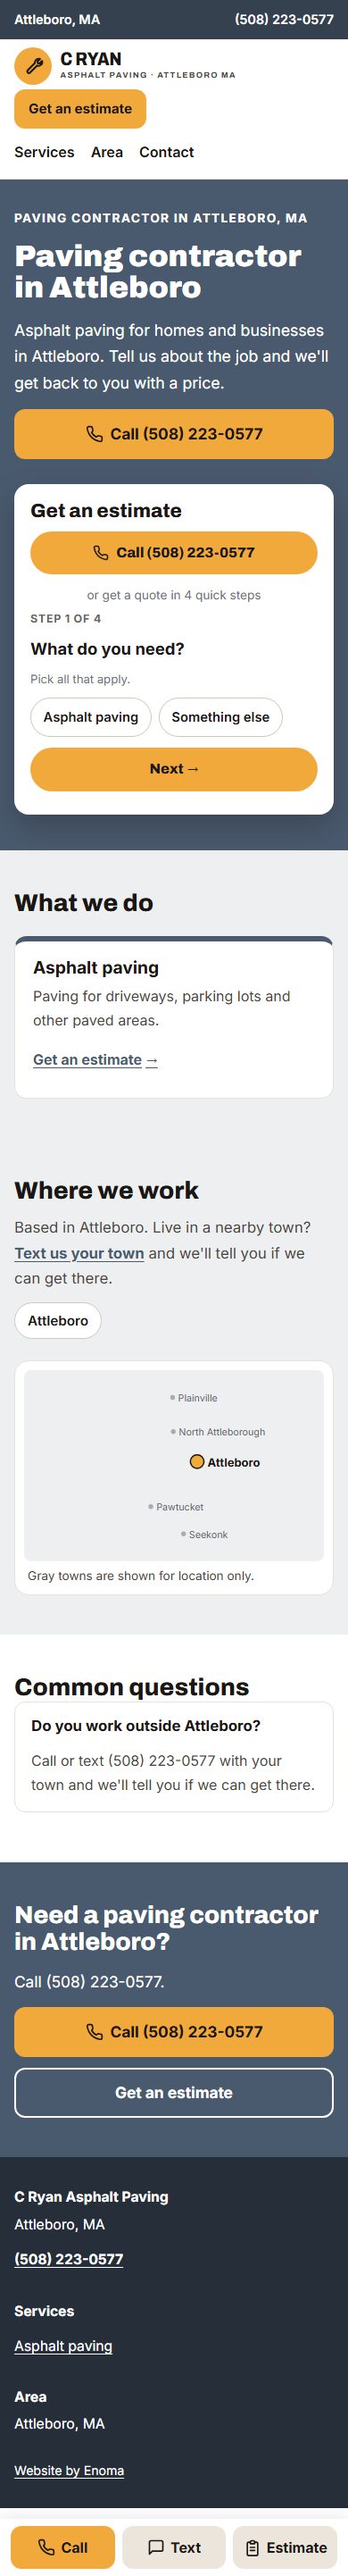 Attleboro, MA (508) 223-0577
C RYAN
ASPHALT PAVING · ATTLEBORO MA
Get an estimate
Services Area Contact
PAVING CONTRACTOR IN ATTLEBORO, MA
Paving contractor
in Attleboro
Asphalt paving for homes and businesses
in Attleboro. Tell us about the job and we'll
get back to you with a price.
Call (508) 223-0577
Get an estimate
Call (508) 223-0577
or get a quote in 4 quick steps
STEP 1 OF 4
What do you need?
Pick all that apply.
Asphalt paving Something else
Next →
What we do
Asphalt paving
Paving for driveways, parking lots and
other paved areas.
Get an estimate →
Where we work
Based in Attleboro. Live in a nearby town?
Text us your town and we'll tell you if we
can get there.
Attleboro
Plainville
North Attleborough
Attleboro
Pawtucket
Seekonk
Gray towns are shown for location only.
Common questions
Do you work outside Attleboro?
Call or text (508) 223-0577 with your
town and we'll tell you if we can get there.
Need a paving contractor
in Attleboro?
Call (508) 223-0577.
Call (508) 223-0577
Get an estimate
C Ryan Asphalt Paving
Attleboro, MA
(508) 223-0577
Services
Asphalt paving
Area
Attleboro, MA
Website by Enoma
Call Text Estimate